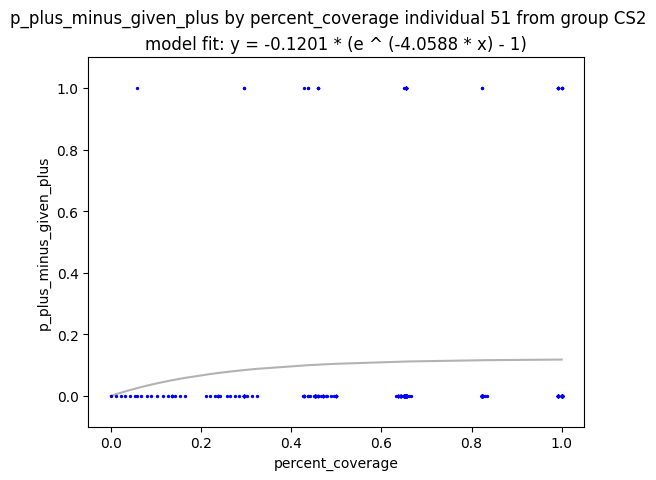 p_plus_minus_given_plus by percent_coverage individual 51 from group CS2
model fit: y = -0.1201 * (e ^ (-4.0588 * x) - 1)
1.0
0.8
0.6
0.4
0.2
0.0
p_plus_minus_given_plus
0.0 0.2 0.4 0.6 0.8 1.0
percent_coverage